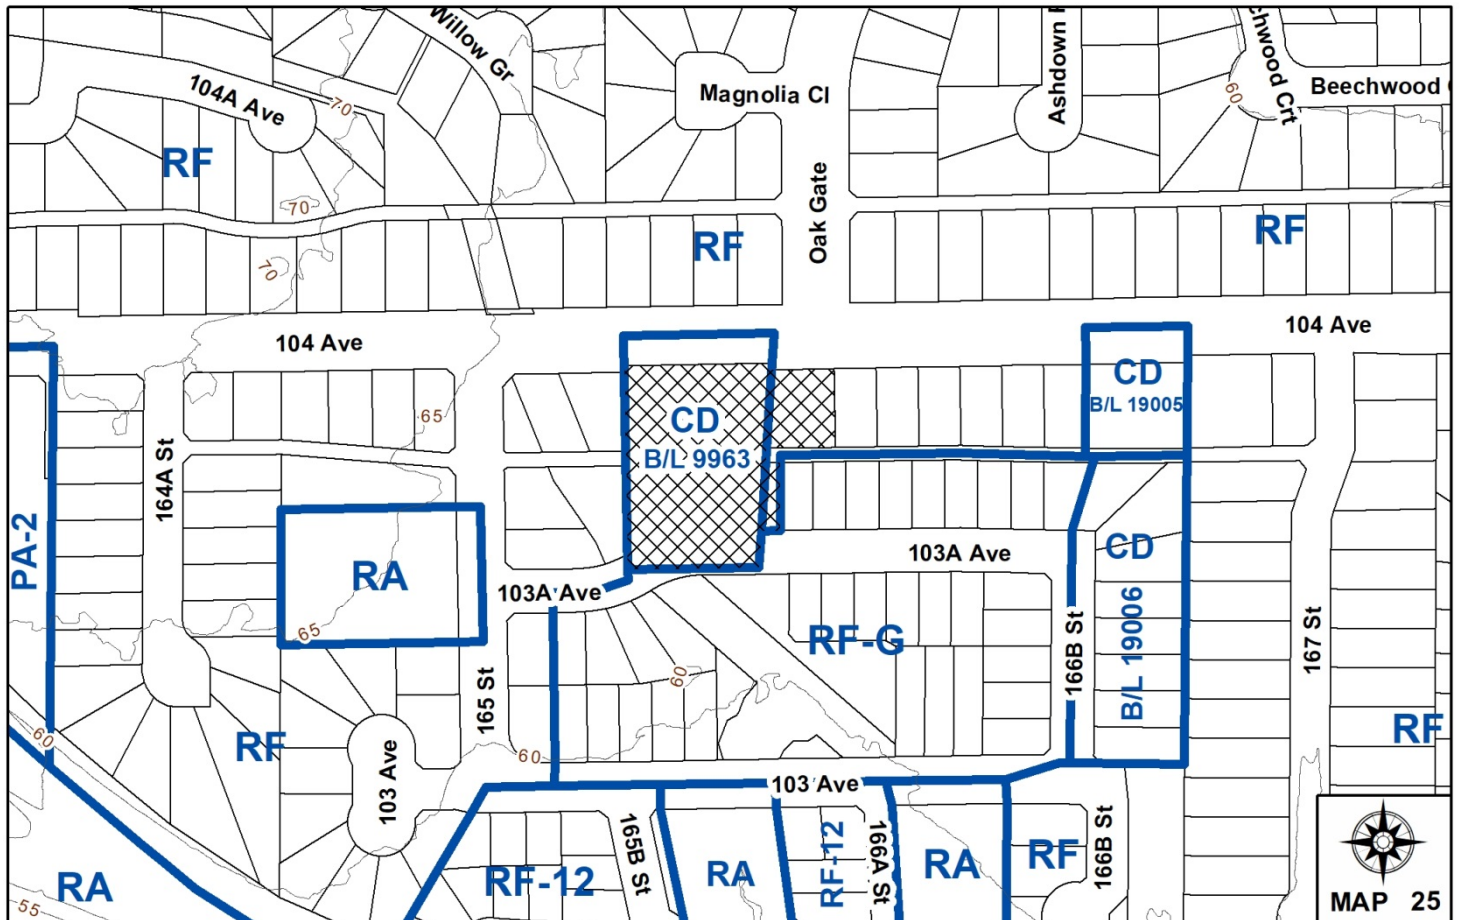 Willow Gr
Ashdown
chwood Crt
104A Ave
70
Magnolia Cl
60
Beechwood
RF
70
Oak Gate
RF
RF
70
104 Ave
104 Ave
CD
B/L 19005
65
CD
B/L 9963
164A St
PA-2
CD
103A Ave
RA
103A Ave
65
RF-G
166B St
B/L 19006
167 St
60
165 St
60
RF
60
RF
103 Ave
103 Ave
RF-12
165B St
RA
RF-12
166A St
RA
RF
166B St
RA
55
MAP 25